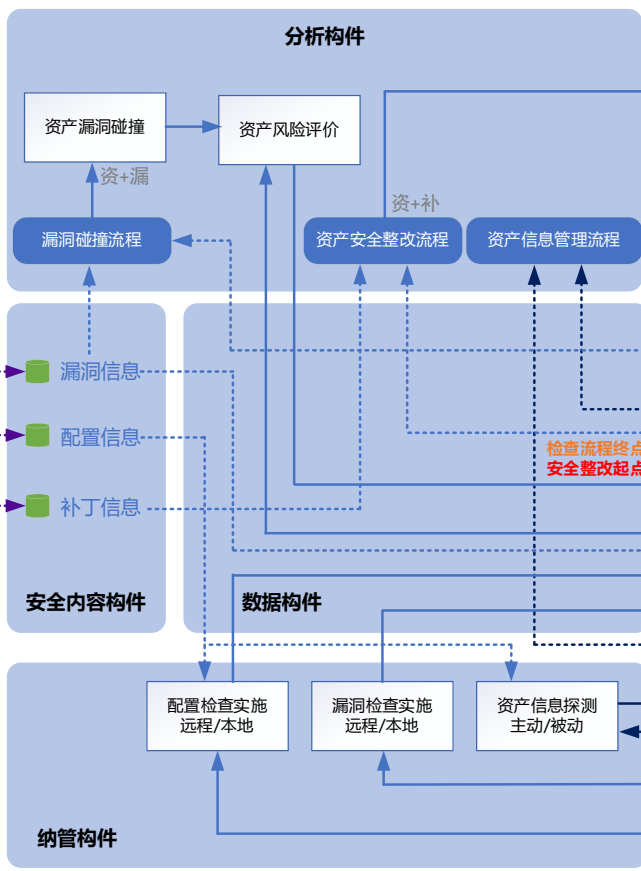 分析构件
资产漏洞碰撞
资产风险评价
资+漏
资+补
漏洞碰撞流程
资产安全整改流程
资产信息管理流程
漏洞信息
配置信息
检查流程终点
安全整改起点
补丁信息
安全内容构件
数据构件
配置检查实施
远程/本地
漏洞检查实施
远程/本地
资产信息探测
主动/被动
纳管构件